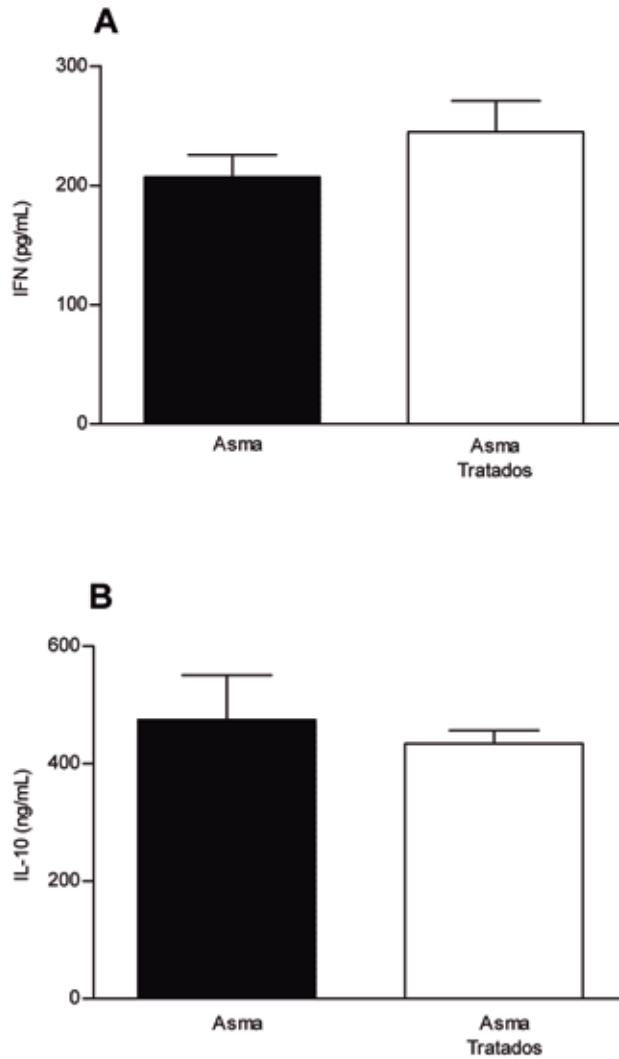 A
300
200
100
0
IFN (pg/mL)
Asma
Asma
Tratados
B
600
400
200
0
IL-10 (ng/mL)
Asma
Asma
Tratados